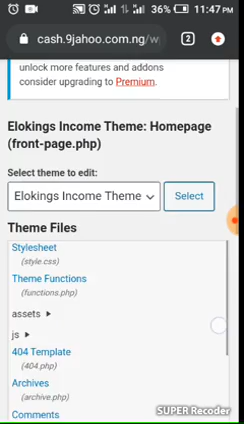 36% 11:47 PM
cash.9jahoo.com.ng/w
2
unlock more features and addons
consider upgrading to Premium.
Elokings Income Theme: Homepage
(front-page.php)
Select theme to edit:
Elokings Income Theme
Select
Theme Files
Stylesheet
(style.css)
Theme Functions
(functions.php)
assets
js
404 Template
(404.php)
Archives
(archive.php)
Comments
SUPER Recorder